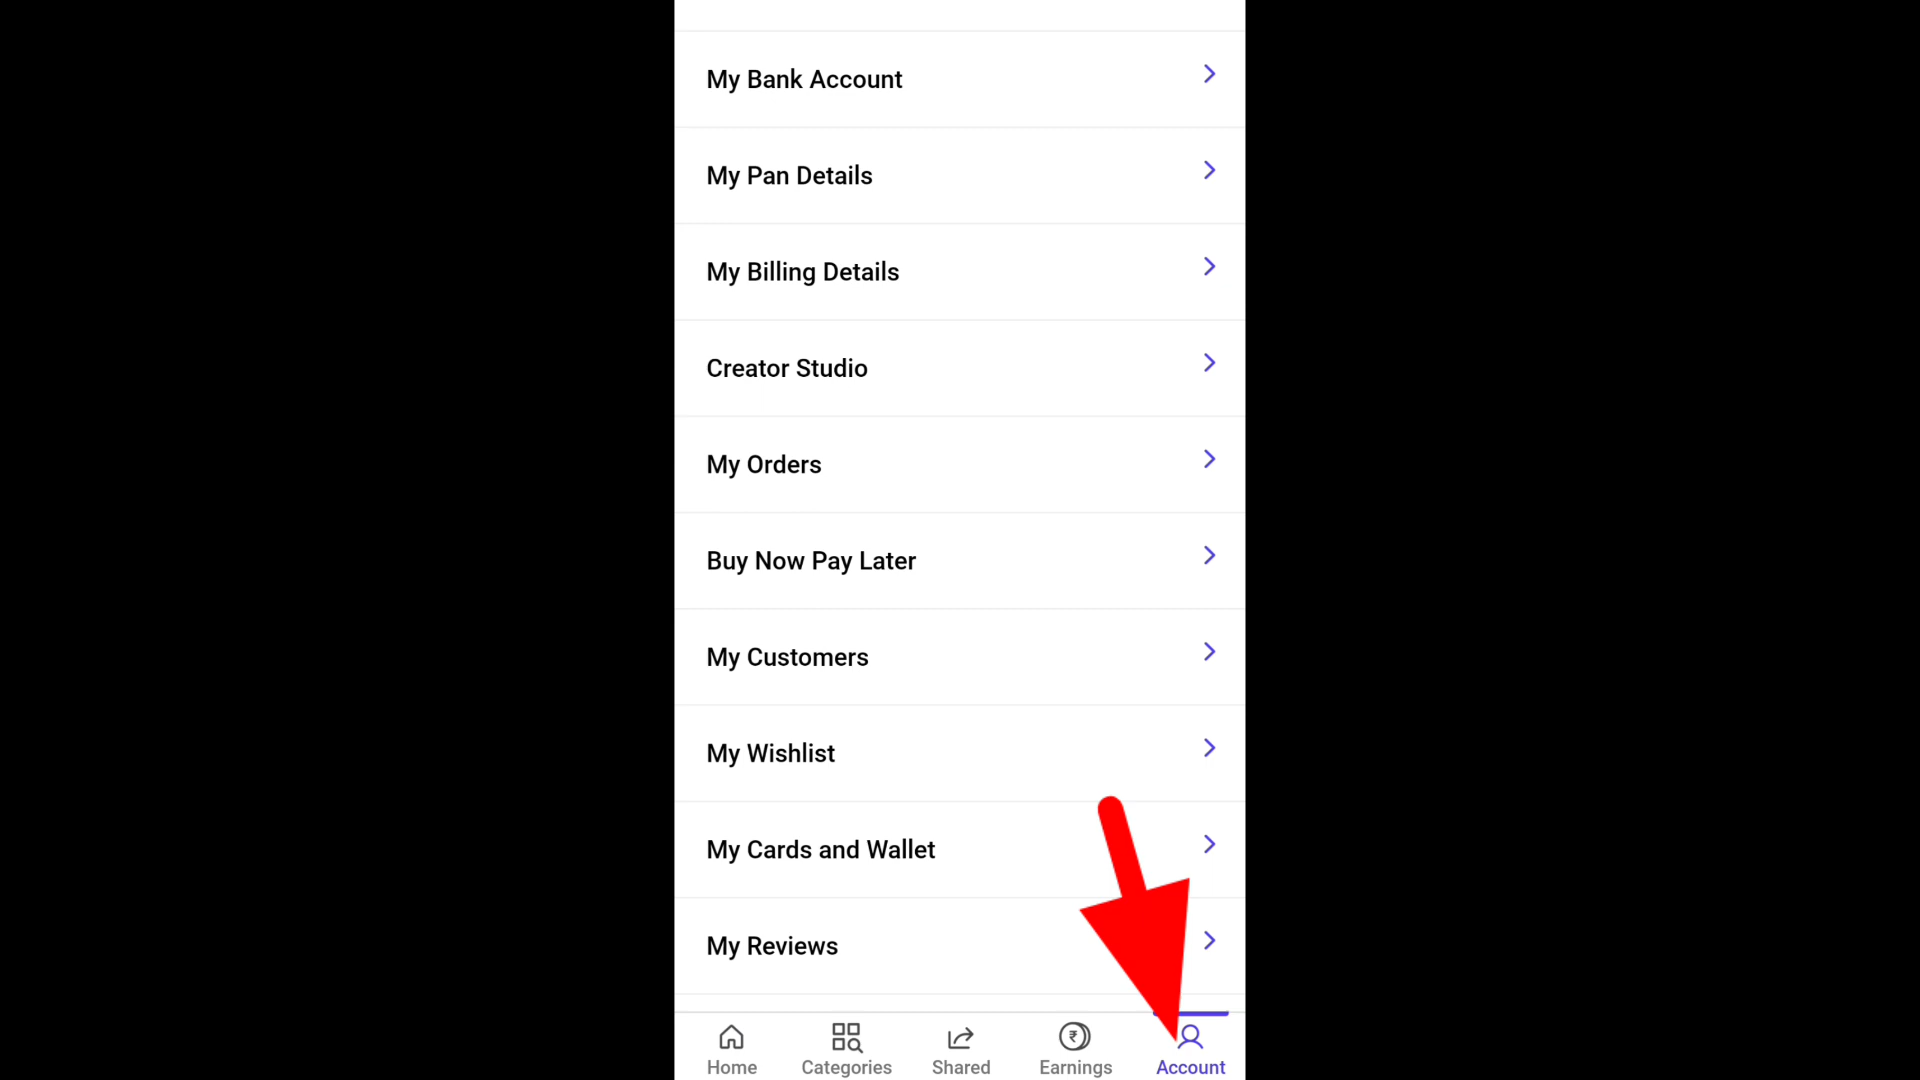 My Bank Account
My Pan Details
My Billing Details
Creator Studio
My Orders
Buy Now Pay Later
My Customers
My Wishlist
My Cards and Wallet
My Reviews
₹
Home Categories Shared Earnings Account